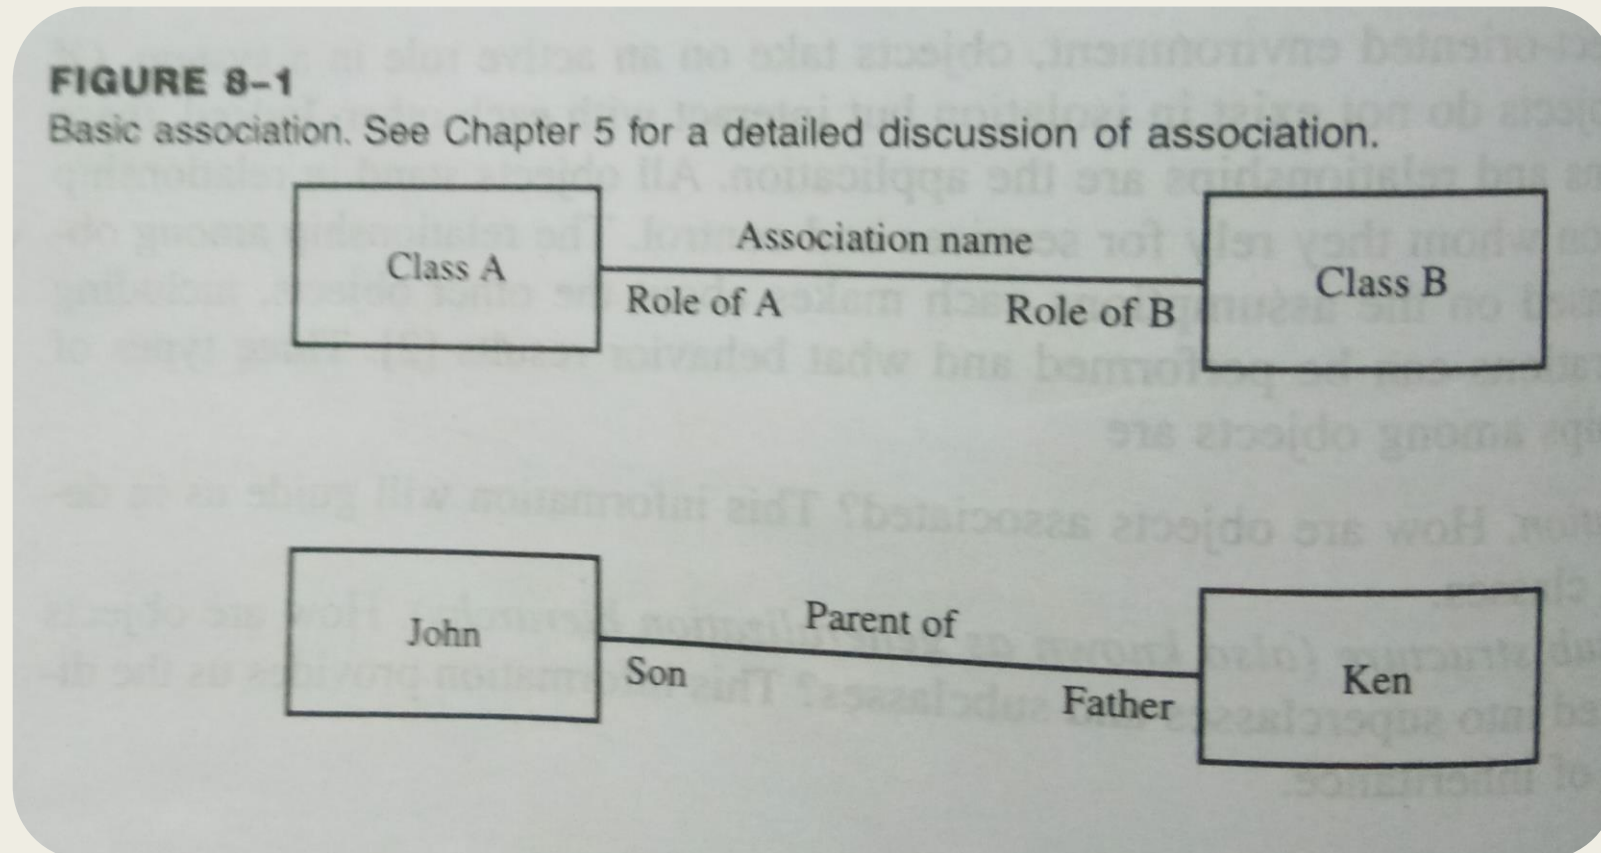 FIGURE 8-1
Basic association. See Chapter 5 for a detailed discussion of association.
Class A
Association name
Role of A
Role of B
Class B
John
Parent of
Son
Father
Ken